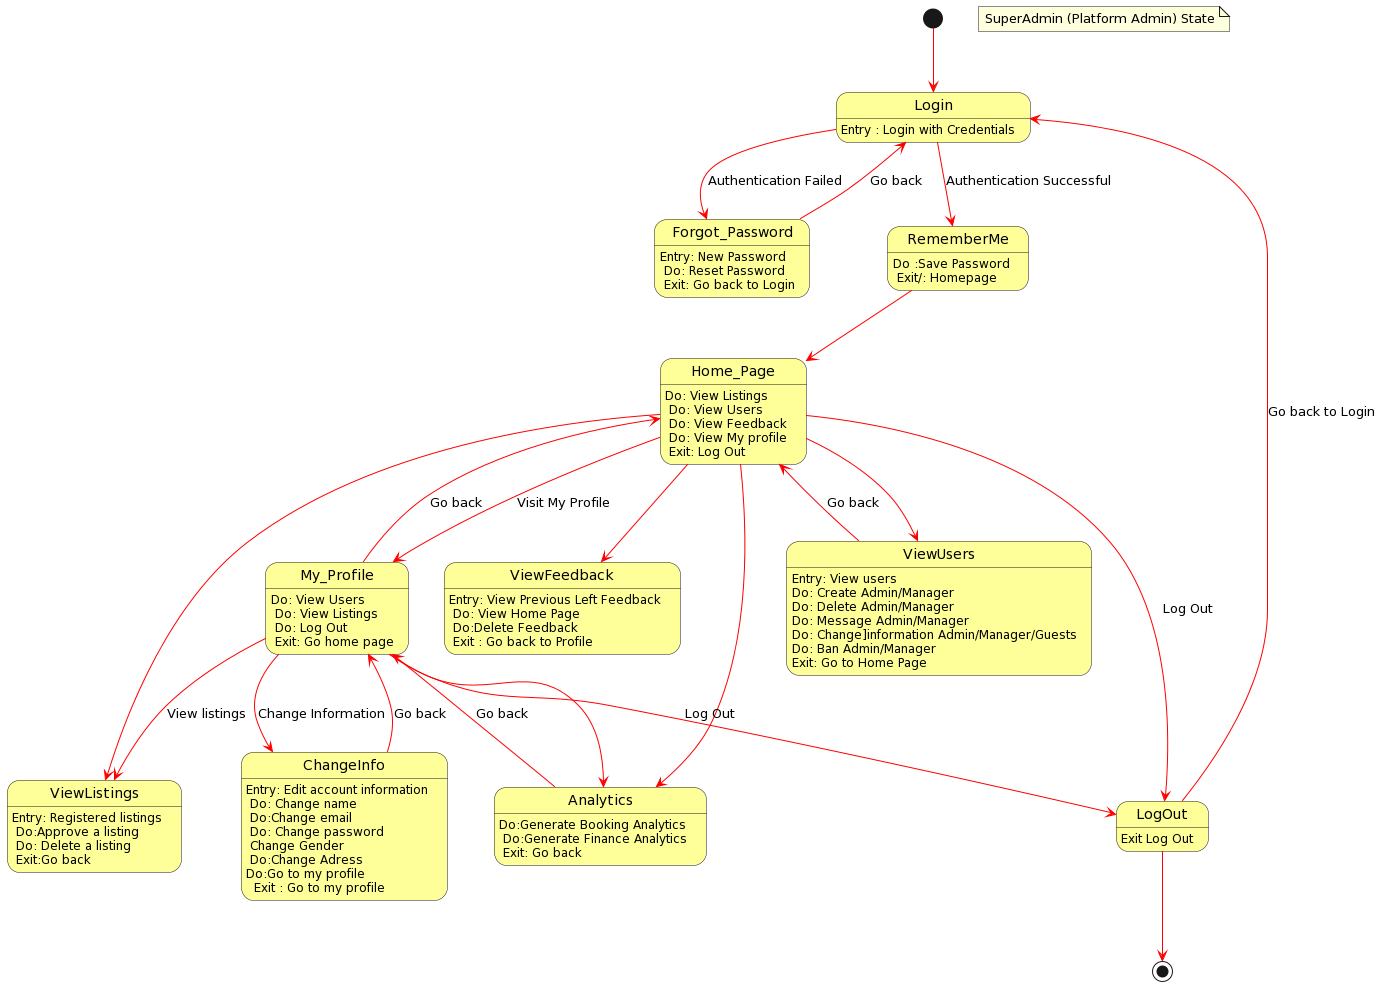 SuperAdmin (Platform Admin) State
Login
Entry : Login with Credentials
Authentication Failed
Go back
Authentication Successful
Forgot_Password
Entry: New Password
Do: Reset Password
Exit: Go back to Login
RememberMe
Do :Save Password
Exit/: Homepage
Home_Page
Do: View Listings
Do: View Users
Do: View Feedback
Do: View My profile
Exit: Log Out
Go back to Login
Go back
Visit My Profile
Go back
Log Out
My_Profile
Do: View Users
Do: View Listings
Do: Log Out
Exit: Go home page
ViewFeedback
Entry: View Previous Left Feedback
Do: View Home Page
Do:Delete Feedback
Exit : Go back to Profile
ViewUsers
Entry: View users
Do: Create Admin/Manager
Do: Delete Admin/Manager
Do: Message Admin/Manager
Do: Change]information Admin/Manager/Guests
Do: Ban Admin/Manager
Exit: Go to Home Page
View listings
Change Information
Go back
Go back
Log Out
ViewListings
Entry: Registered listings
Do:Approve a listing
Do: Delete a listing
Exit:Go back
ChangeInfo
Entry: Edit account information
Do: Change name
Do:Change email
Do: Change password
Change Gender
Do:Change Adress
Do:Go to my profile
Exit : Go to my profile
Analytics
Do:Generate Booking Analytics
Do:Generate Finance Analytics
Exit: Go back
LogOut
Exit Log Out